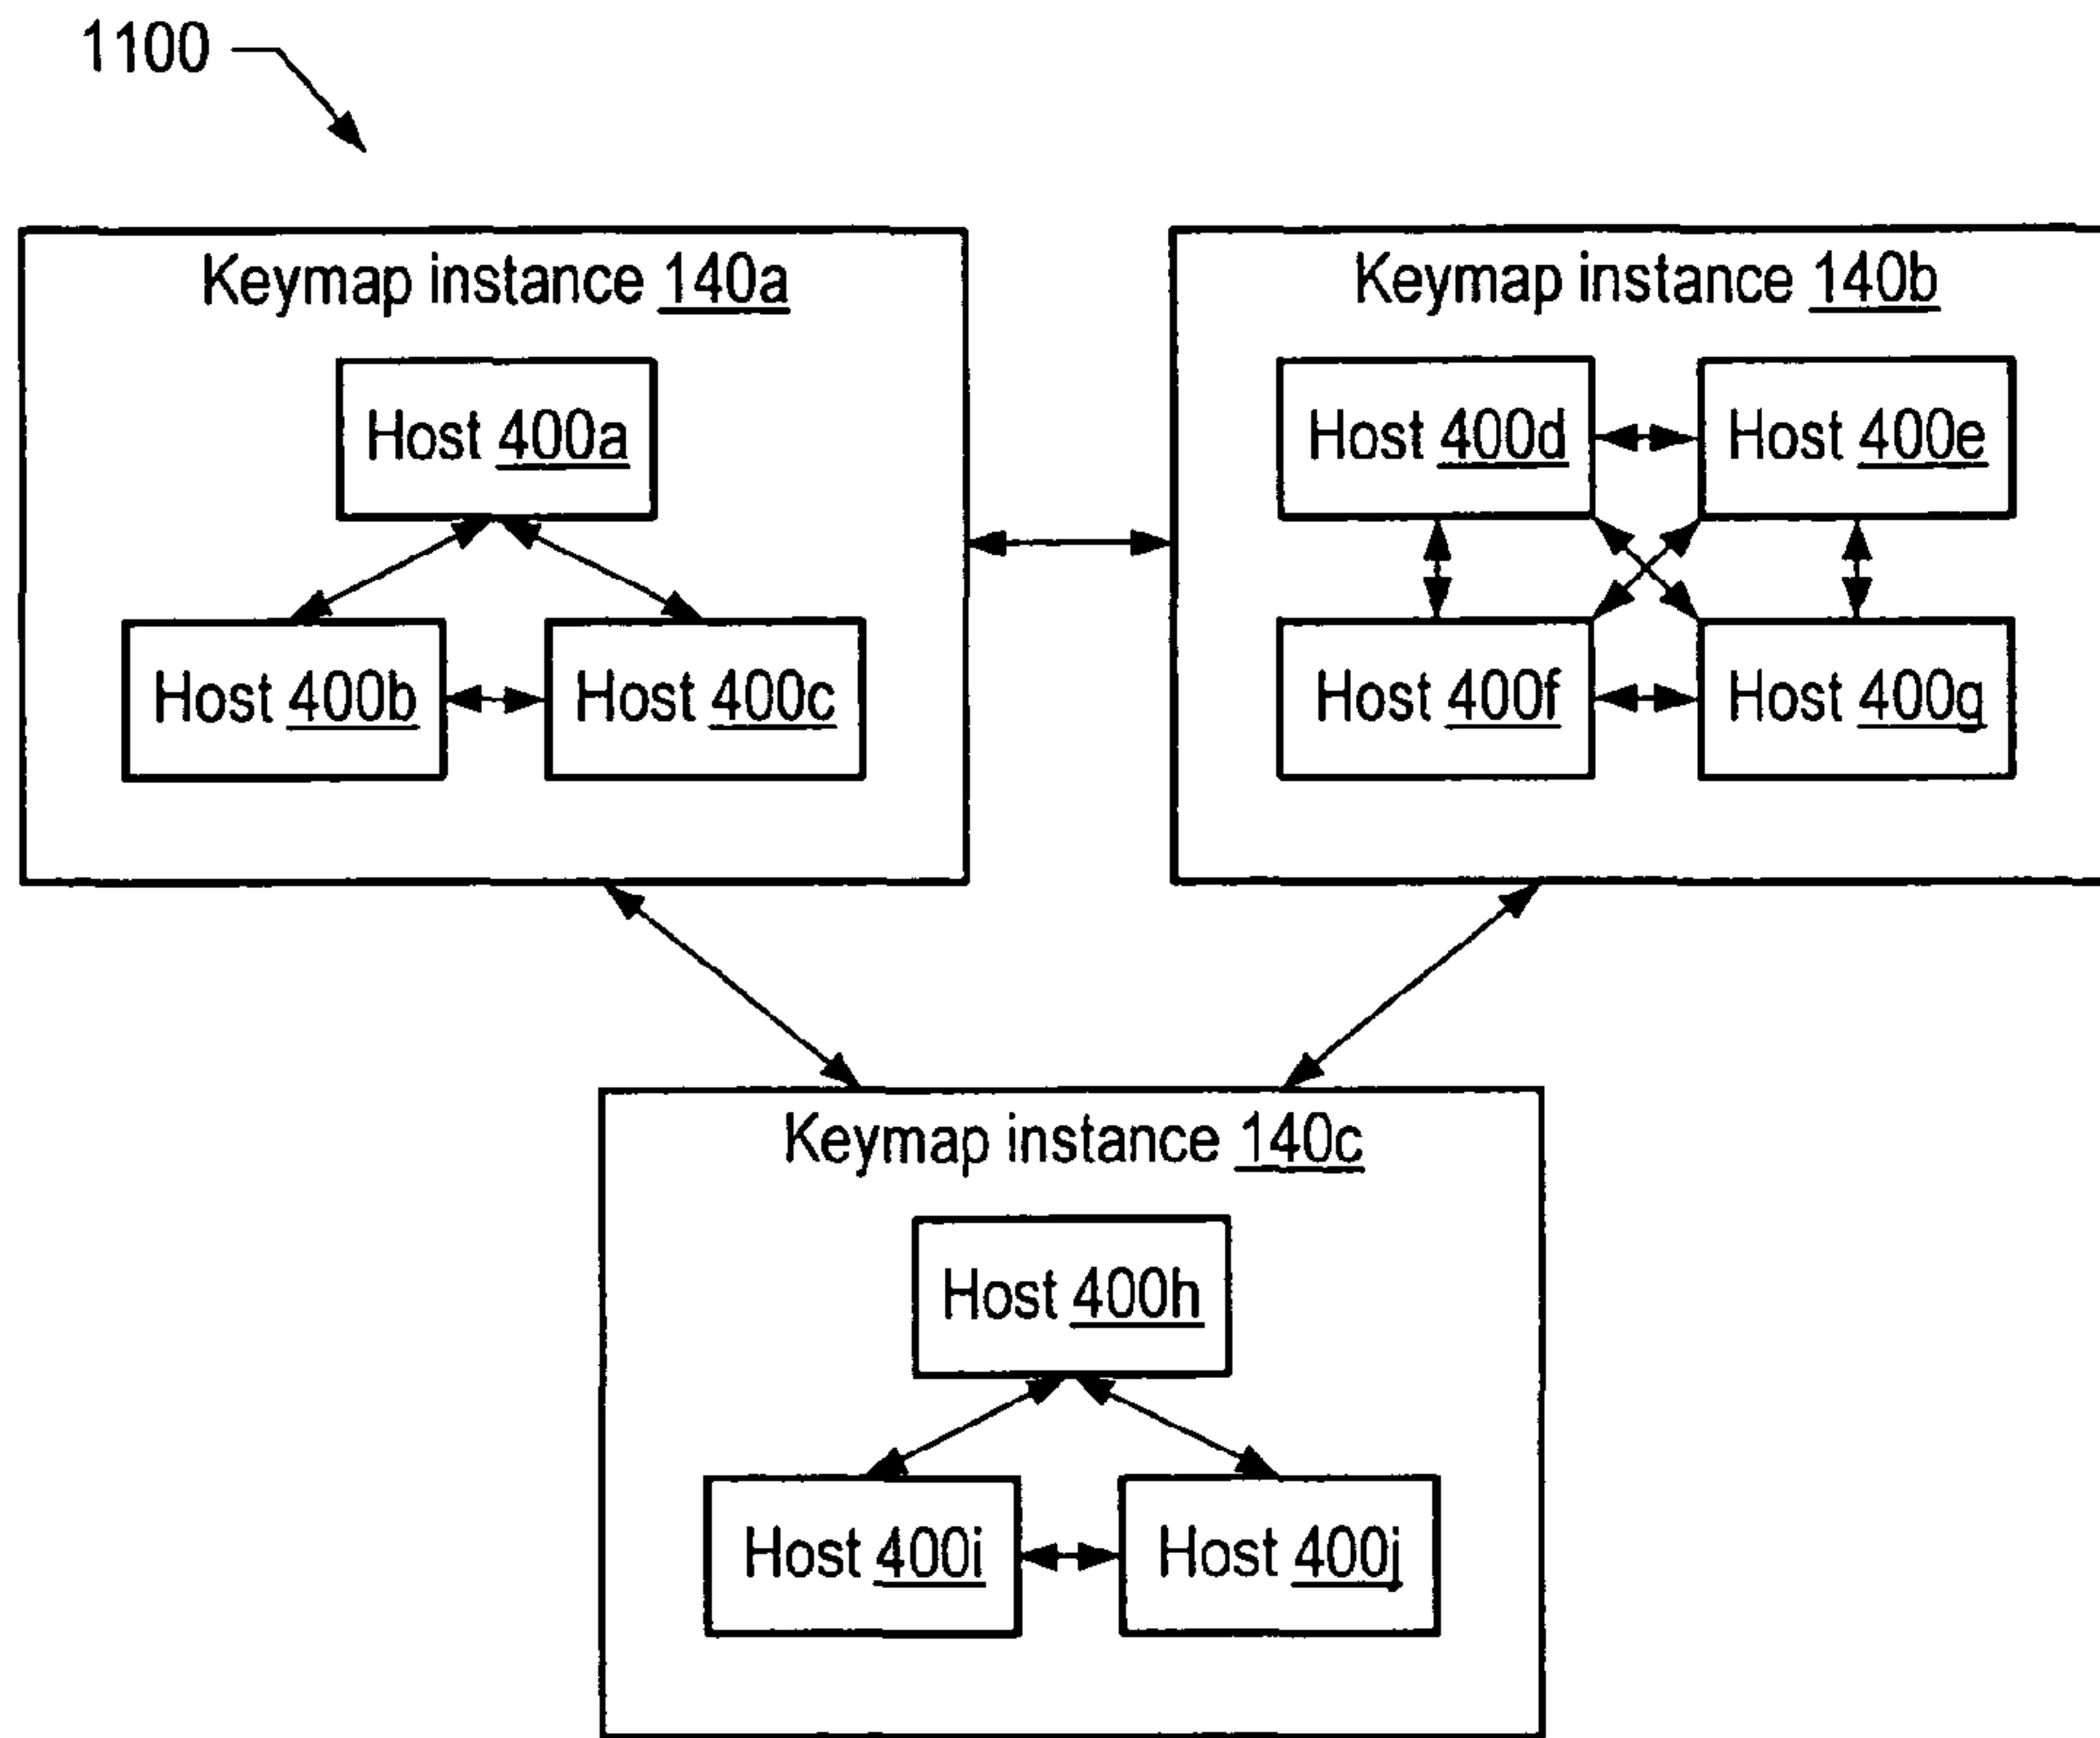 1100
Keymap instance 140a
Keymap instance 140b
Host 400a
Host 400d
Host 400e
Host 400b
Host 400c
Host 400f
Host 400g
Keymap instance 140c
Host 400h
Host 400i
Host 400j